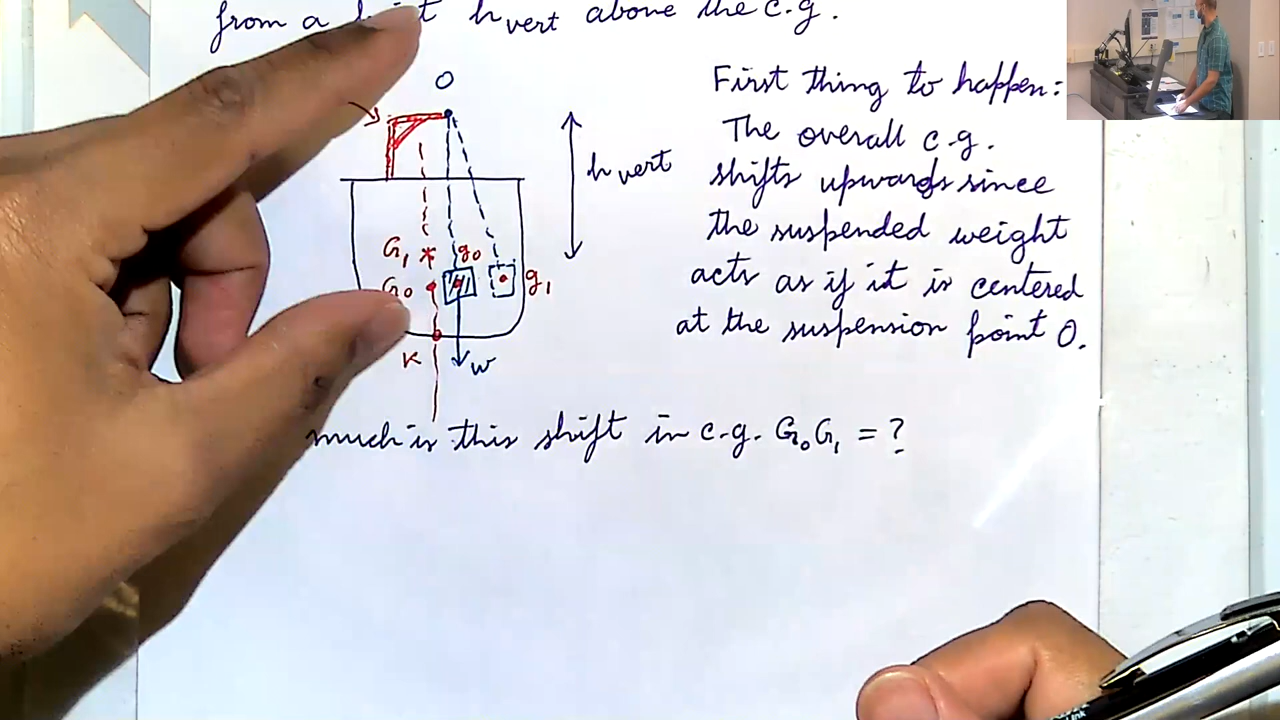 from a h vert above the c.g.
O
First thing to happen:
The overall c.g.
h vert
shifts upwards since
the suspended weight
G₁ g₀
acts as if it is centered
G₀ g₁
at the suspension point O.
K w
much is this shift in c.g. G₀G₁ = ?